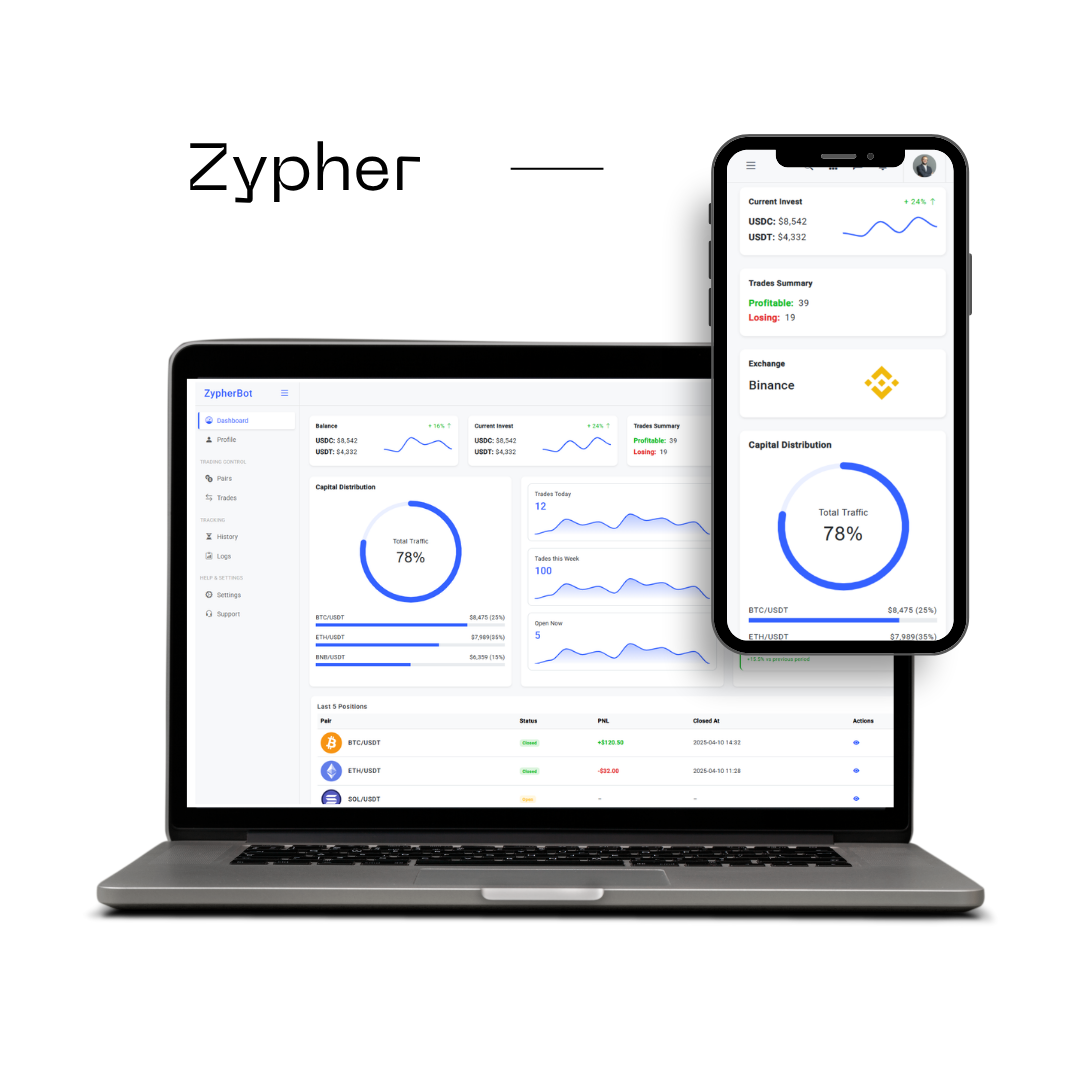 Zypher
ZypherBot
Dashboard
Profile
TRADING CONTROL
Pairs
Trades
TRACKING
History
Logs
HELP & SETTINGS
Settings
Support
Balance
+ 16% ↑
USDC: $8,542
USDT: $4,332
Current Invest
+ 24% ↑
USDC: $8,542
USDT: $4,332
Trades Summary
Profitable: 39
Losing: 19
Capital Distribution
Total Traffic
78%
BTC/USDT $8,475 (25%)
ETH/USDT $7,989(35%)
BNB/USDT $6,359 (15%)
Trades Today
12
Tades this Week
100
Open Now
5
+15.2% vs previous period
Last 5 Positions
Pair Status PNL Closed At Actions
BTC/USDT Closed +$120.50 2025-04-10 14:32
ETH/USDT Closed -$32.00 2025-04-10 11:28
SOL/USDT Open – –
Current Invest + 24% ↑
USDC: $8,542
USDT: $4,332
Trades Summary
Profitable: 39
Losing: 19
Exchange
Binance
Capital Distribution
Total Traffic
78%
BTC/USDT $8,475 (25%)
ETH/USDT $7,989(35%)